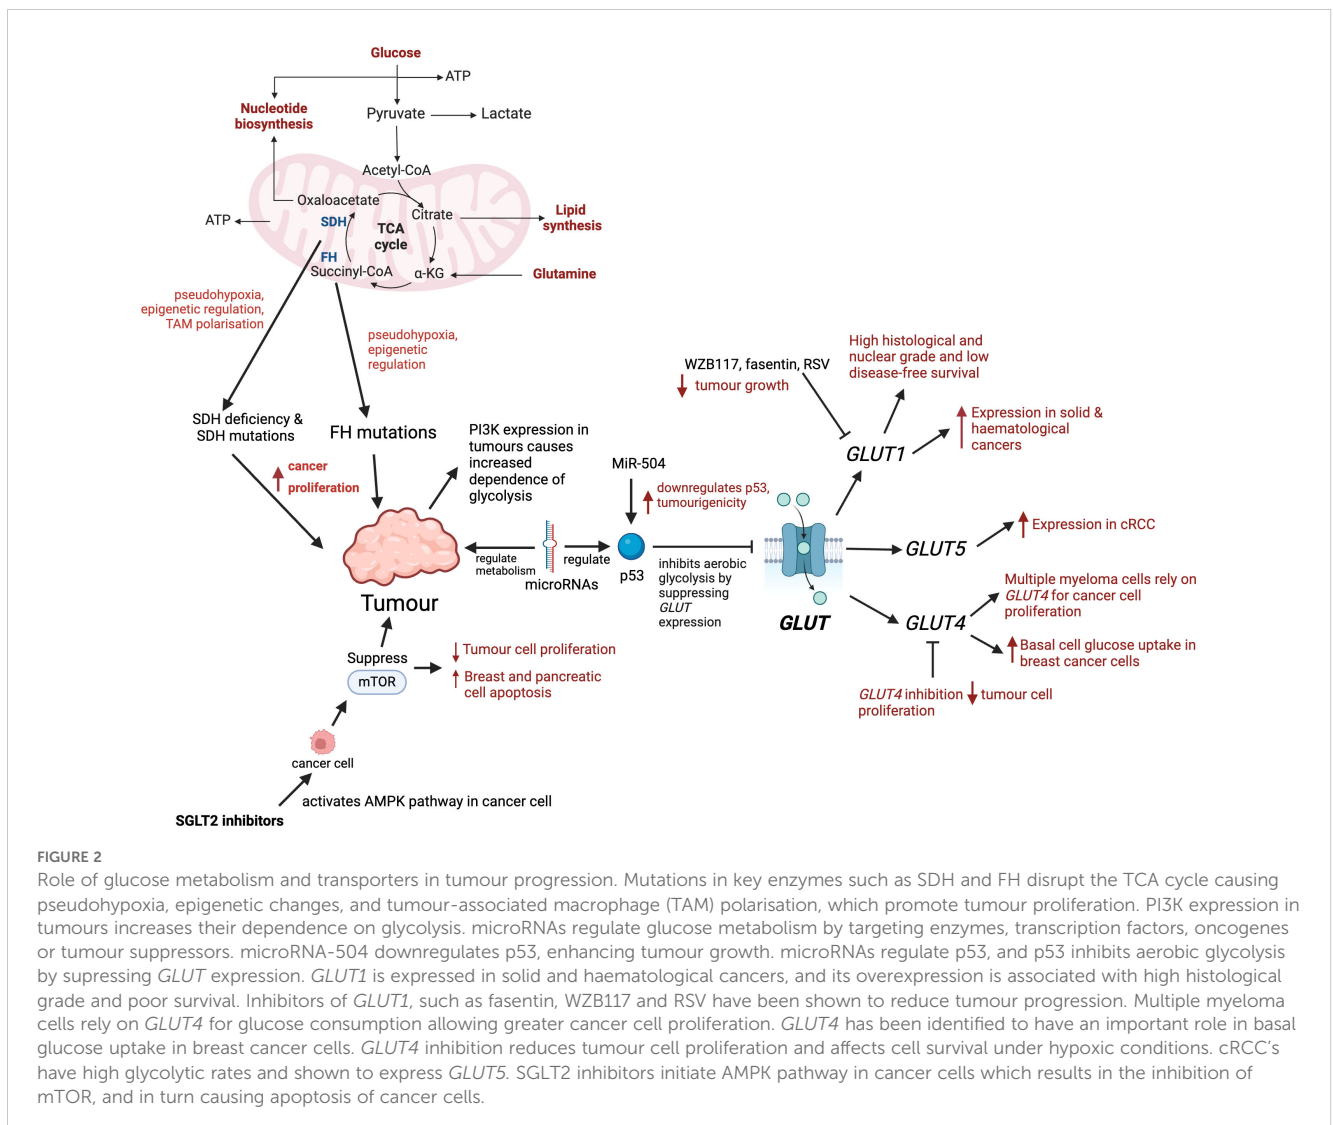 Glucose
ATP
Nucleotide
biosynthesis
Pyruvate
Lactate
Acetyl-CoA
Oxaloacetate
Citrate
ATP
SDH
TCA
cycle
Lipid
synthesis
FH
Succinyl-CoA
α-KG
Glutamine
pseudohypoxia,
epigenetic regulation,
TAM polarisation
pseudohypoxia,
epigenetic
regulation
SDH deficiency &
SDH mutations
FH mutations
cancer
proliferation
PI3K expression in
tumours causes
increased
dependence of
glycolysis
MiR-504
downregulates p53,
tumourigenicity
regulate
metabolism
microRNAs
regulate
p53
inhibits aerobic
glycolysis by
suppressing
GLUT
expression
Tumour
WZB117, fasentin, RSV
tumour growth
High histological and
nuclear grade and low
disease-free survival
GLUT1
Expression in solid &
haematological
cancers
GLUT5
Expression in cRCC
GLUT
GLUT4
Multiple myeloma cells rely on
GLUT4 for cancer cell
proliferation
Basal cell glucose uptake in
breast cancer cells
GLUT4 inhibition tumour cell
proliferation
Suppress
mTOR
Tumour cell proliferation
Breast and pancreatic
cell apoptosis
cancer cell
activates AMPK pathway in cancer cell
SGLT2 inhibitors
FIGURE 2
Role of glucose metabolism and transporters in tumour progression. Mutations in key enzymes such as SDH and FH disrupt the TCA cycle causing
pseudohypoxia, epigenetic changes, and tumour-associated macrophage (TAM) polarisation, which promote tumour proliferation. PI3K expression in
tumours increases their dependence on glycolysis. microRNAs regulate glucose metabolism by targeting enzymes, transcription factors, oncogenes
or tumour suppressors. microRNA-504 downregulates p53, enhancing tumour growth. microRNAs regulate p53, and p53 inhibits aerobic glycolysis
by supressing GLUT expression. GLUT1 is expressed in solid and haematological cancers, and its overexpression is associated with high histological
grade and poor survival. Inhibitors of GLUT1, such as fasentin, WZB117 and RSV have been shown to reduce tumour progression. Multiple myeloma
cells rely on GLUT4 for glucose consumption allowing greater cancer cell proliferation. GLUT4 has been identified to have an important role in basal
glucose uptake in breast cancer cells. GLUT4 inhibition reduces tumour cell proliferation and affects cell survival under hypoxic conditions. cRCC's
have high glycolytic rates and shown to express GLUT5. SGLT2 inhibitors initiate AMPK pathway in cancer cells which results in the inhibition of
mTOR, and in turn causing apoptosis of cancer cells.